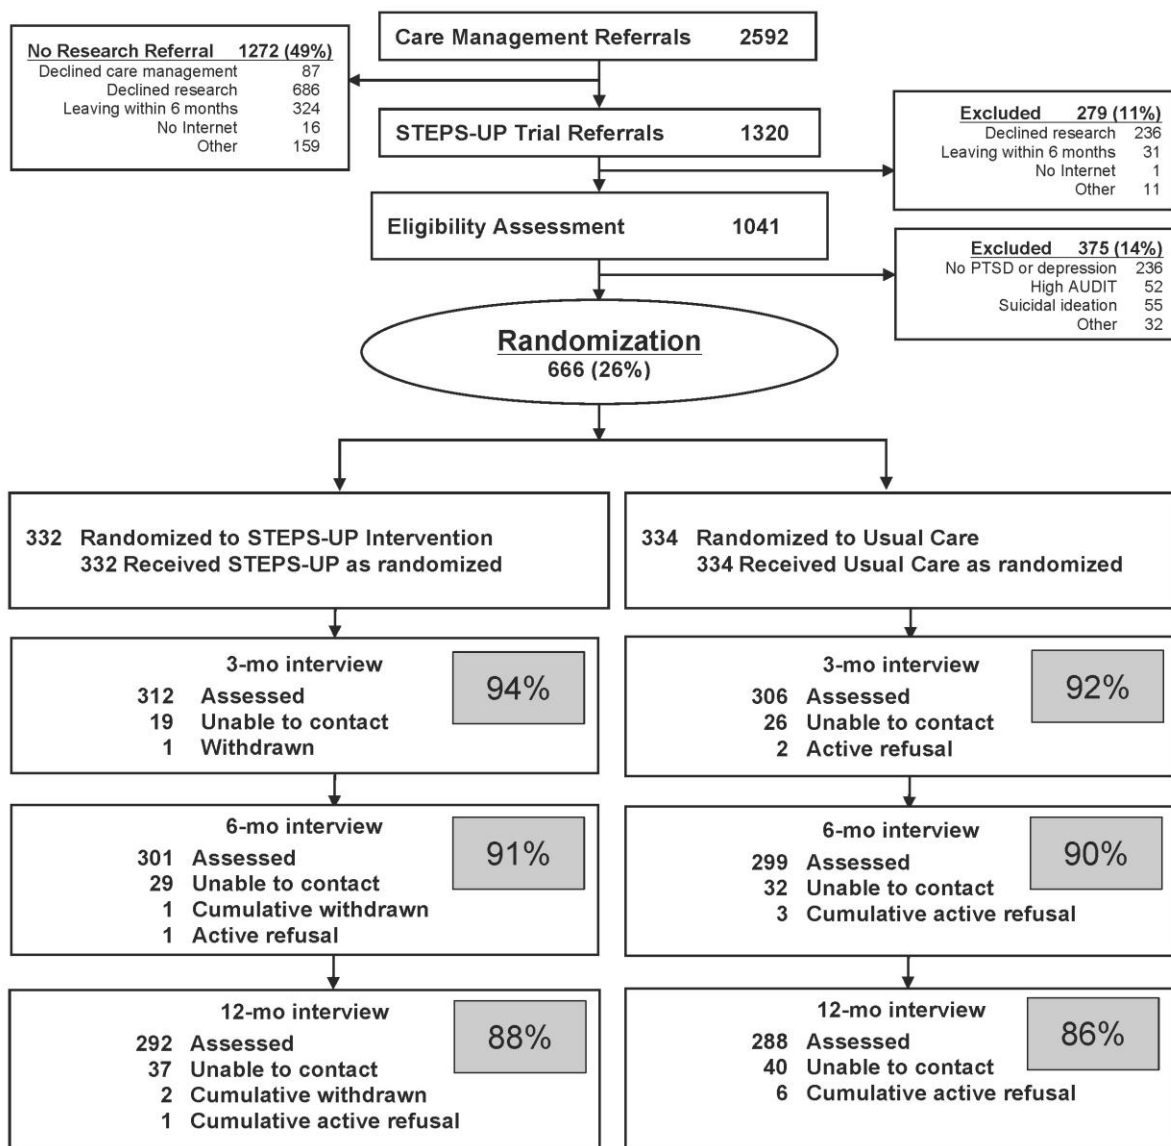 Care Management Referrals 2592
No Research Referral 1272 (49%)
Declined care management 87
Declined research 686
Leaving within 6 months 324
No Internet 16
Other 159
STEPS-UP Trial Referrals 1320
Excluded 279 (11%)
Declined research 236
Leaving within 6 months 31
No Internet 1
Other 11
Eligibility Assessment 1041
Excluded 375 (14%)
No PTSD or depression 236
High AUDIT 52
Suicidal ideation 55
Other 32
Randomization
666 (26%)
332 Randomized to STEPS-UP Intervention
332 Received STEPS-UP as randomized
334 Randomized to Usual Care
334 Received Usual Care as randomized
3-mo interview
94%
312 Assessed
19 Unable to contact
1 Withdrawn
3-mo interview
92%
306 Assessed
26 Unable to contact
2 Active refusal
6-mo interview
91%
301 Assessed
29 Unable to contact
1 Cumulative withdrawn
1 Active refusal
6-mo interview
90%
299 Assessed
32 Unable to contact
3 Cumulative active refusal
12-mo interview
88%
292 Assessed
37 Unable to contact
2 Cumulative withdrawn
1 Cumulative active refusal
12-mo interview
86%
288 Assessed
40 Unable to contact
6 Cumulative active refusal